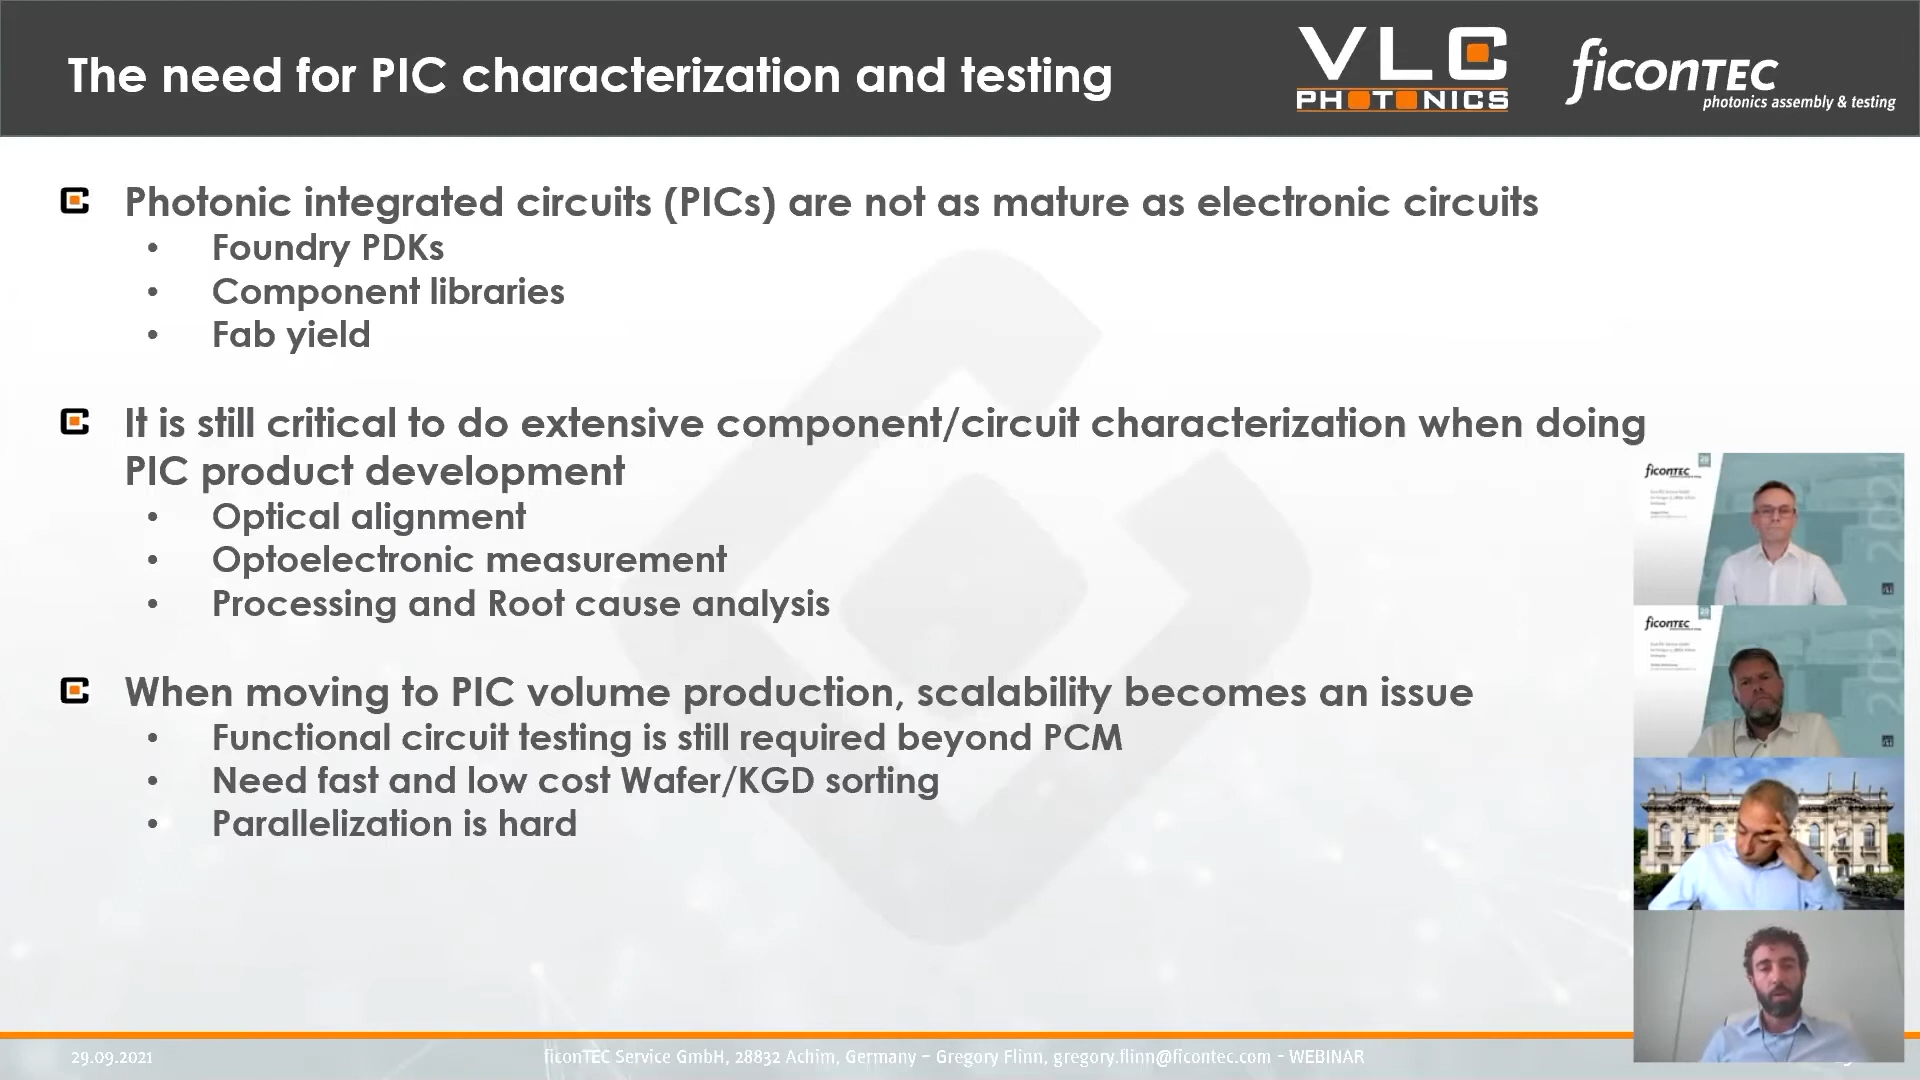 The need for PIC characterization and testing
VLC
PHOTONICS
ficonTEC
photonics assembly & testing
Photonic integrated circuits (PICs) are not as mature as electronic circuits
• Foundry PDKs
• Component libraries
• Fab yield
It is still critical to do extensive component/circuit characterization when doing
PIC product development
• Optical alignment
• Optoelectronic measurement
• Processing and Root cause analysis
When moving to PIC volume production, scalability becomes an issue
• Functional circuit testing is still required beyond PCM
• Need fast and low cost Wafer/KGD sorting
• Parallelization is hard
ficonTEC
ficonTEC
29.09.2021
ficonTEC Service GmbH, 28832 Achim, Germany – Gregory Flinn, gregory.flinn@ficontec.com - WEBINAR